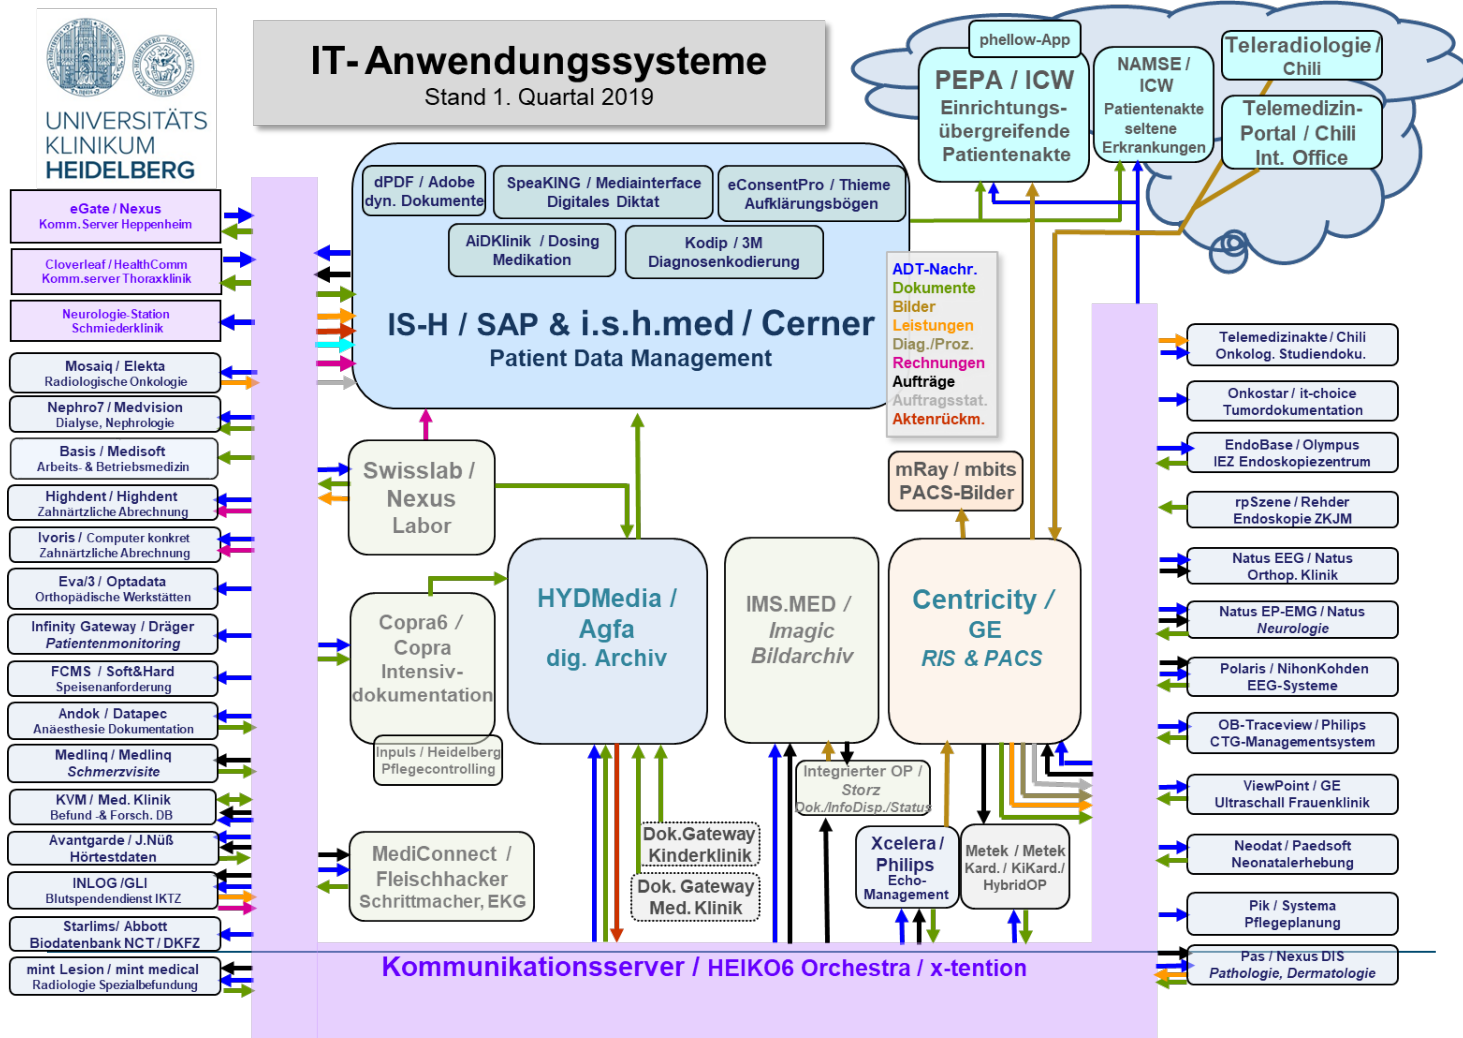 UNIVERSITÄTS
KLINIKUM
HEIDELBERG
IT-Anwendungssysteme
Stand 1. Quartal 2019
phellow-App
PEPA / ICW
Einrichtungs-
übergreifende
Patientenakte
NAMSE /
ICW
Patientenakte
seltene
Erkrankungen
Teleradiologie /
Chili
Telemedizin-
Portal / Chili
Int. Office
dPDF / Adobe
dyn. Dokumente
SpeaKING / Mediainterface
Digitales Diktat
eConsentPro / Thieme
Aufklärungsbögen
AiDKlinik / Dosing
Medikation
Kodip / 3M
Diagnosenkodierung
IS-H / SAP & i.s.h.med / Cerner
Patient Data Management
ADT-Nachr.
Dokumente
Bilder
Leistungen
Diag./Proz.
Rechnungen
Aufträge
Auftragsstat.
Aktenrückm.
eGate / Nexus
Komm.Server Heppenheim
Cloverleaf / HealthComm
Komm.server Thoraxklinik
Neurologie-Station
Schmiederklinik
Mosaiq / Elekta
Radiologische Onkologie
Nephro7 / Medvision
Dialyse, Nephrologie
Basis / Medisoft
Arbeits- & Betriebsmedizin
Highdent / Highdent
Zahnärztliche Abrechnung
Ivoris / Computer konkret
Zahnärztliche Abrechnung
Eva/3 / Optadata
Orthopädische Werkstätten
Infinity Gateway / Dräger
Patientenmonitoring
FCMS / Soft&Hard
Speisenanforderung
Andok / Datapec
Anäesthesie Dokumentation
Medlinq / Medlinq
Schmerzvisite
KVM / Med. Klinik
Befund -& Forsch. DB
Avantgarde / J.Nüß
Hörtestdaten
INLOG /GLI
Blutspendendienst IKTZ
Starlims/ Abbott
Biodatenbank NCT / DKFZ
mint Lesion / mint medical
Radiologie Spezialbefundung
Swisslab /
Nexus
Labor
Copra6 /
Copra
Intensiv-
dokumentation
Inpuls / Heidelberg
Pflegecontrolling
MediConnect /
Fleischhacker
Schrittmacher, EKG
HYDMedia /
Agfa
dig. Archiv
Dok.Gateway
Kinderklinik
Dok. Gateway
Med. Klinik
IMS.MED /
Imagic
Bildarchiv
Integrierter OP /
Storz
Dok./InfoDisp./Status
mRay / mbits
PACS-Bilder
Centricity /
GE
RIS & PACS
Xcelera /
Philips
Echo-
Management
Metek / Metek
Kard. / KiKard./
HybridOP
Telemedizinakte / Chili
Onkolog. Studiendoku.
Onkostar / it-choice
Tumordokumentation
EndoBase / Olympus
IEZ Endoskopiezentrum
rpSzene / Rehder
Endoskopie ZKJM
Natus EEG / Natus
Orthop. Klinik
Natus EP-EMG / Natus
Neurologie
Polaris / NihonKohden
EEG-Systeme
OB-Traceview / Philips
CTG-Managementsystem
ViewPoint / GE
Ultraschall Frauenklinik
Neodat / Paedsoft
Neonatalerhebung
Pik / Systema
Pflegeplanung
Pas / Nexus DIS
Pathologie, Dermatologie
Kommunikationsserver / HEIKO6 Orchestra / x-tention